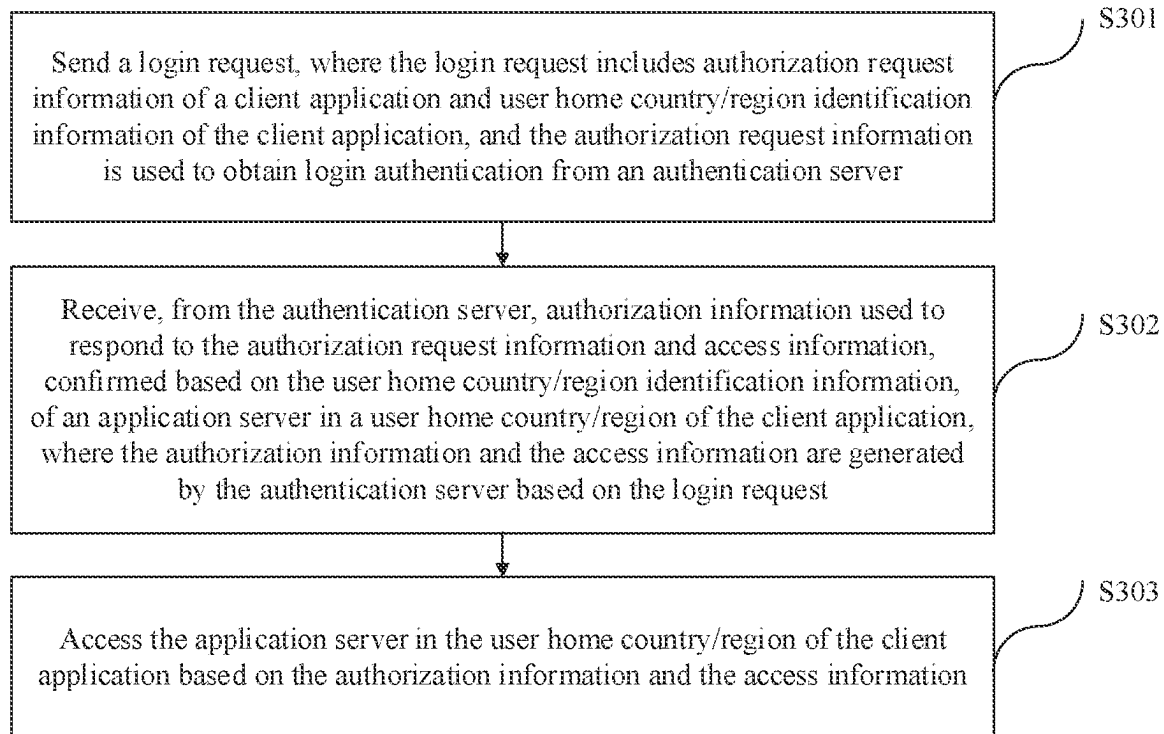 S301
Send a login request, where the login request includes authorization request
information of a client application and user home country/region identification
information of the client application, and the authorization request information
is used to obtain login authentication from an authentication server
S302
Receive, from the authentication server, authorization information used to
respond to the authorization request information and access information,
confirmed based on the user home country/region identification information,
of an application server in a user home country/region of the client application,
where the authorization information and the access information are generated
by the authentication server based on the login request
S303
Access the application server in the user home country/region of the client
application based on the authorization information and the access information